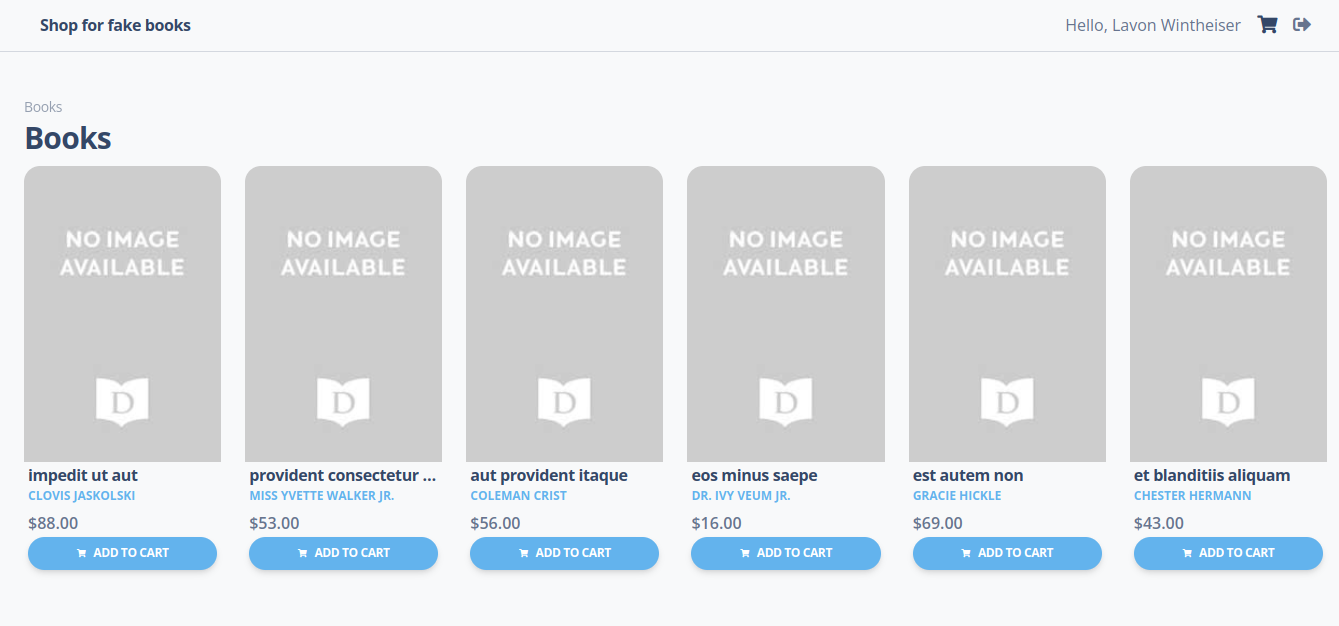 Shop for fake books
Hello, Lavon Wintheiser
Books
Books
NO IMAGE
AVAILABLE
D
NO IMAGE
AVAILABLE
D
NO IMAGE
AVAILABLE
D
NO IMAGE
AVAILABLE
D
NO IMAGE
AVAILABLE
D
NO IMAGE
AVAILABLE
D
impedit ut aut
CLOVIS JASKOLSKI
$88.00
ADD TO CART
provident consectetur ...
MISS YVETTE WALKER JR.
$53.00
ADD TO CART
aut provident itaque
COLEMAN CRIST
$56.00
ADD TO CART
eos minus saepe
DR. IVY VEUM JR.
$16.00
ADD TO CART
est autem non
GRACIE HICKLE
$69.00
ADD TO CART
et blanditiis aliquam
CHESTER HERMANN
$43.00
ADD TO CART